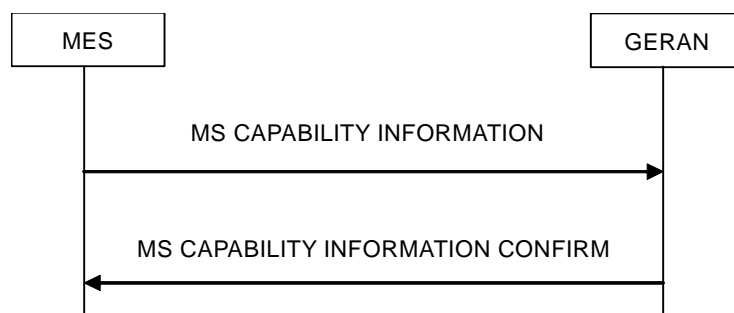 MES
GERAN
MS CAPABILITY INFORMATION
MS CAPABILITY INFORMATION CONFIRM